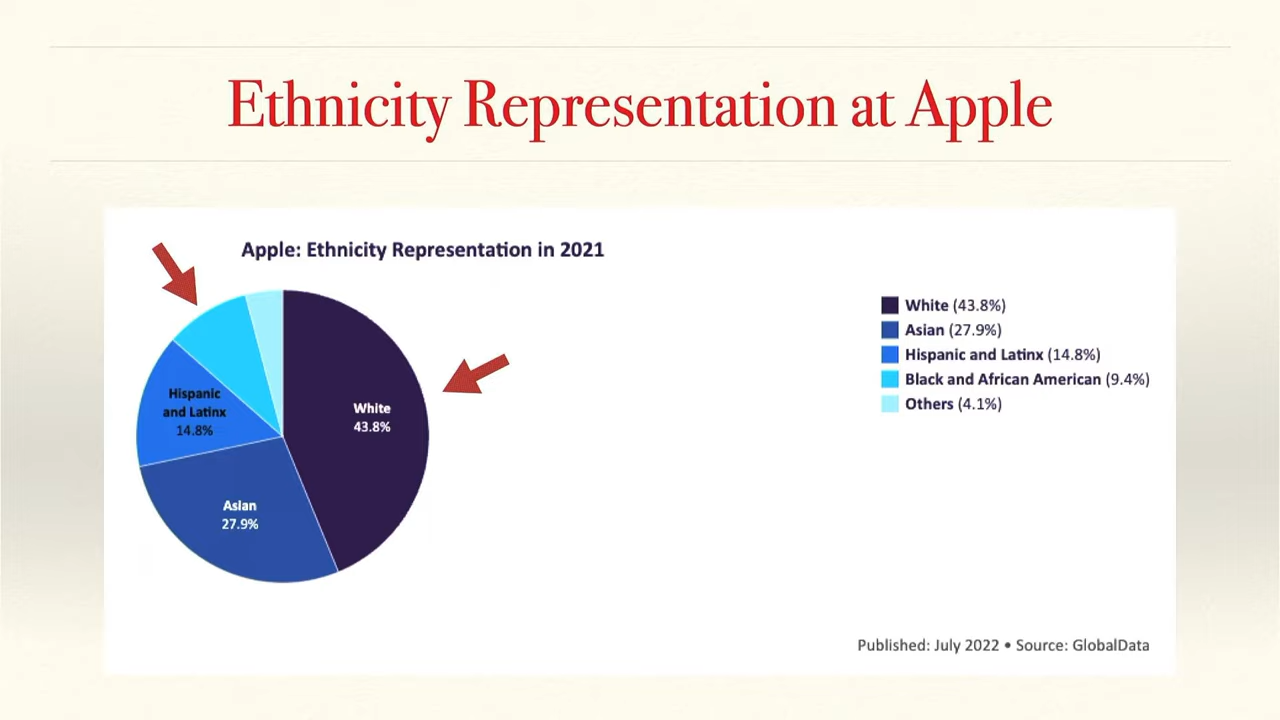 Ethnicity Representation at Apple
Apple: Ethnicity Representation in 2021
White (43.8%)
Asian (27.9%)
Hispanic and Latinx (14.8%)
Black and African American (9.4%)
Others (4.1%)
Hispanic
and Latinx
14.8%
White
43.8%
Asian
27.9%
Published: July 2022 • Source: GlobalData